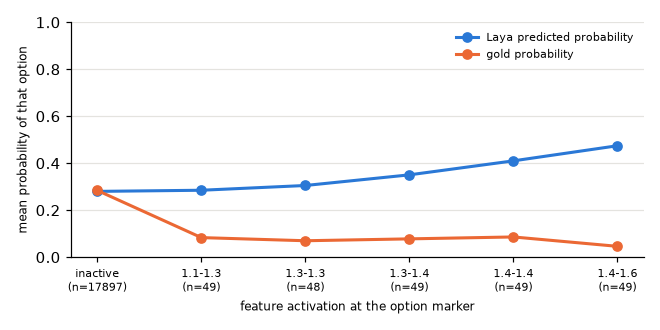 1.0
0.8
0.6
0.4
0.2
0.0
mean probability of that option
Laya predicted probability
gold probability
inactive
(n=17897)
1.1-1.3
(n=49)
1.3-1.3
(n=48)
1.3-1.4
(n=49)
1.4-1.4
(n=49)
1.4-1.6
(n=49)
feature activation at the option marker